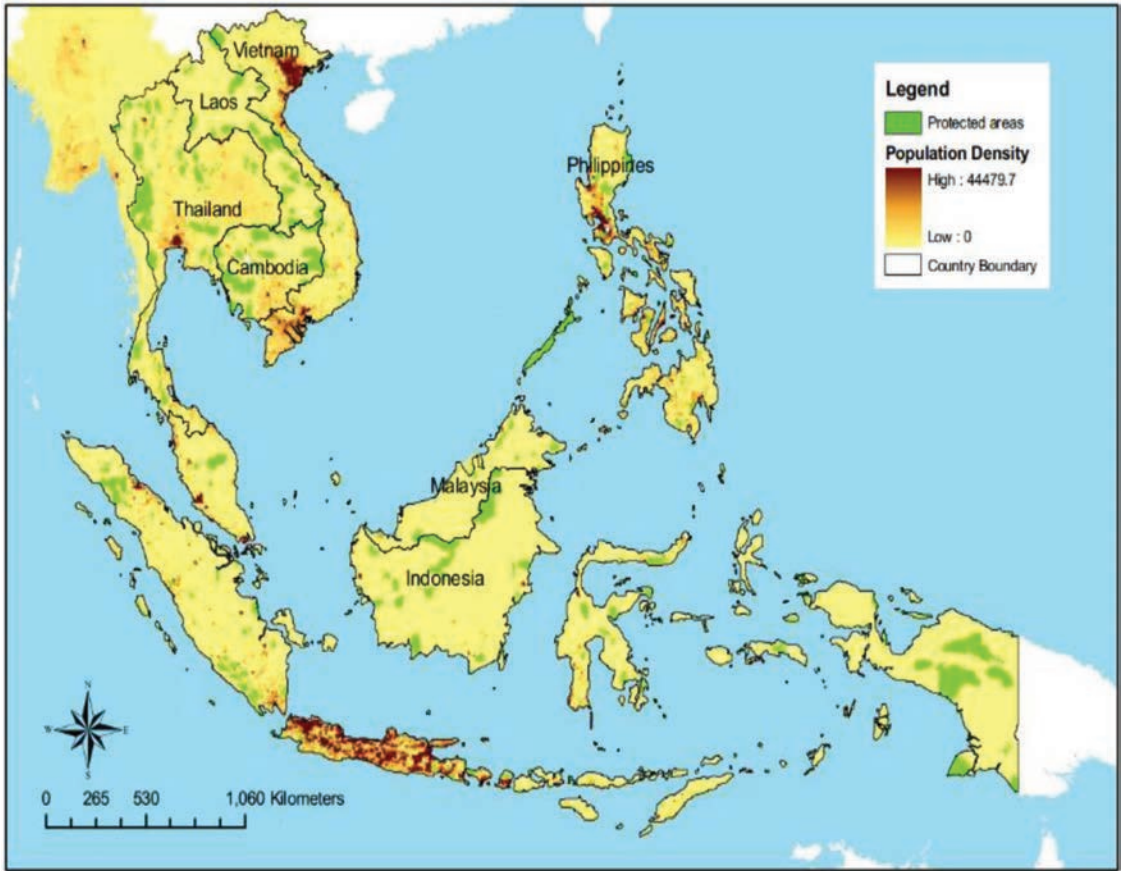 Vietnam
Laos
Thailand
Cambodia
Philippines
Malaysia
Indonesia
Legend
Protected areas
Population Density
High : 44479.7
Low : 0
Country Boundary
N
W E
S
0 265 530 1,060 Kilometers